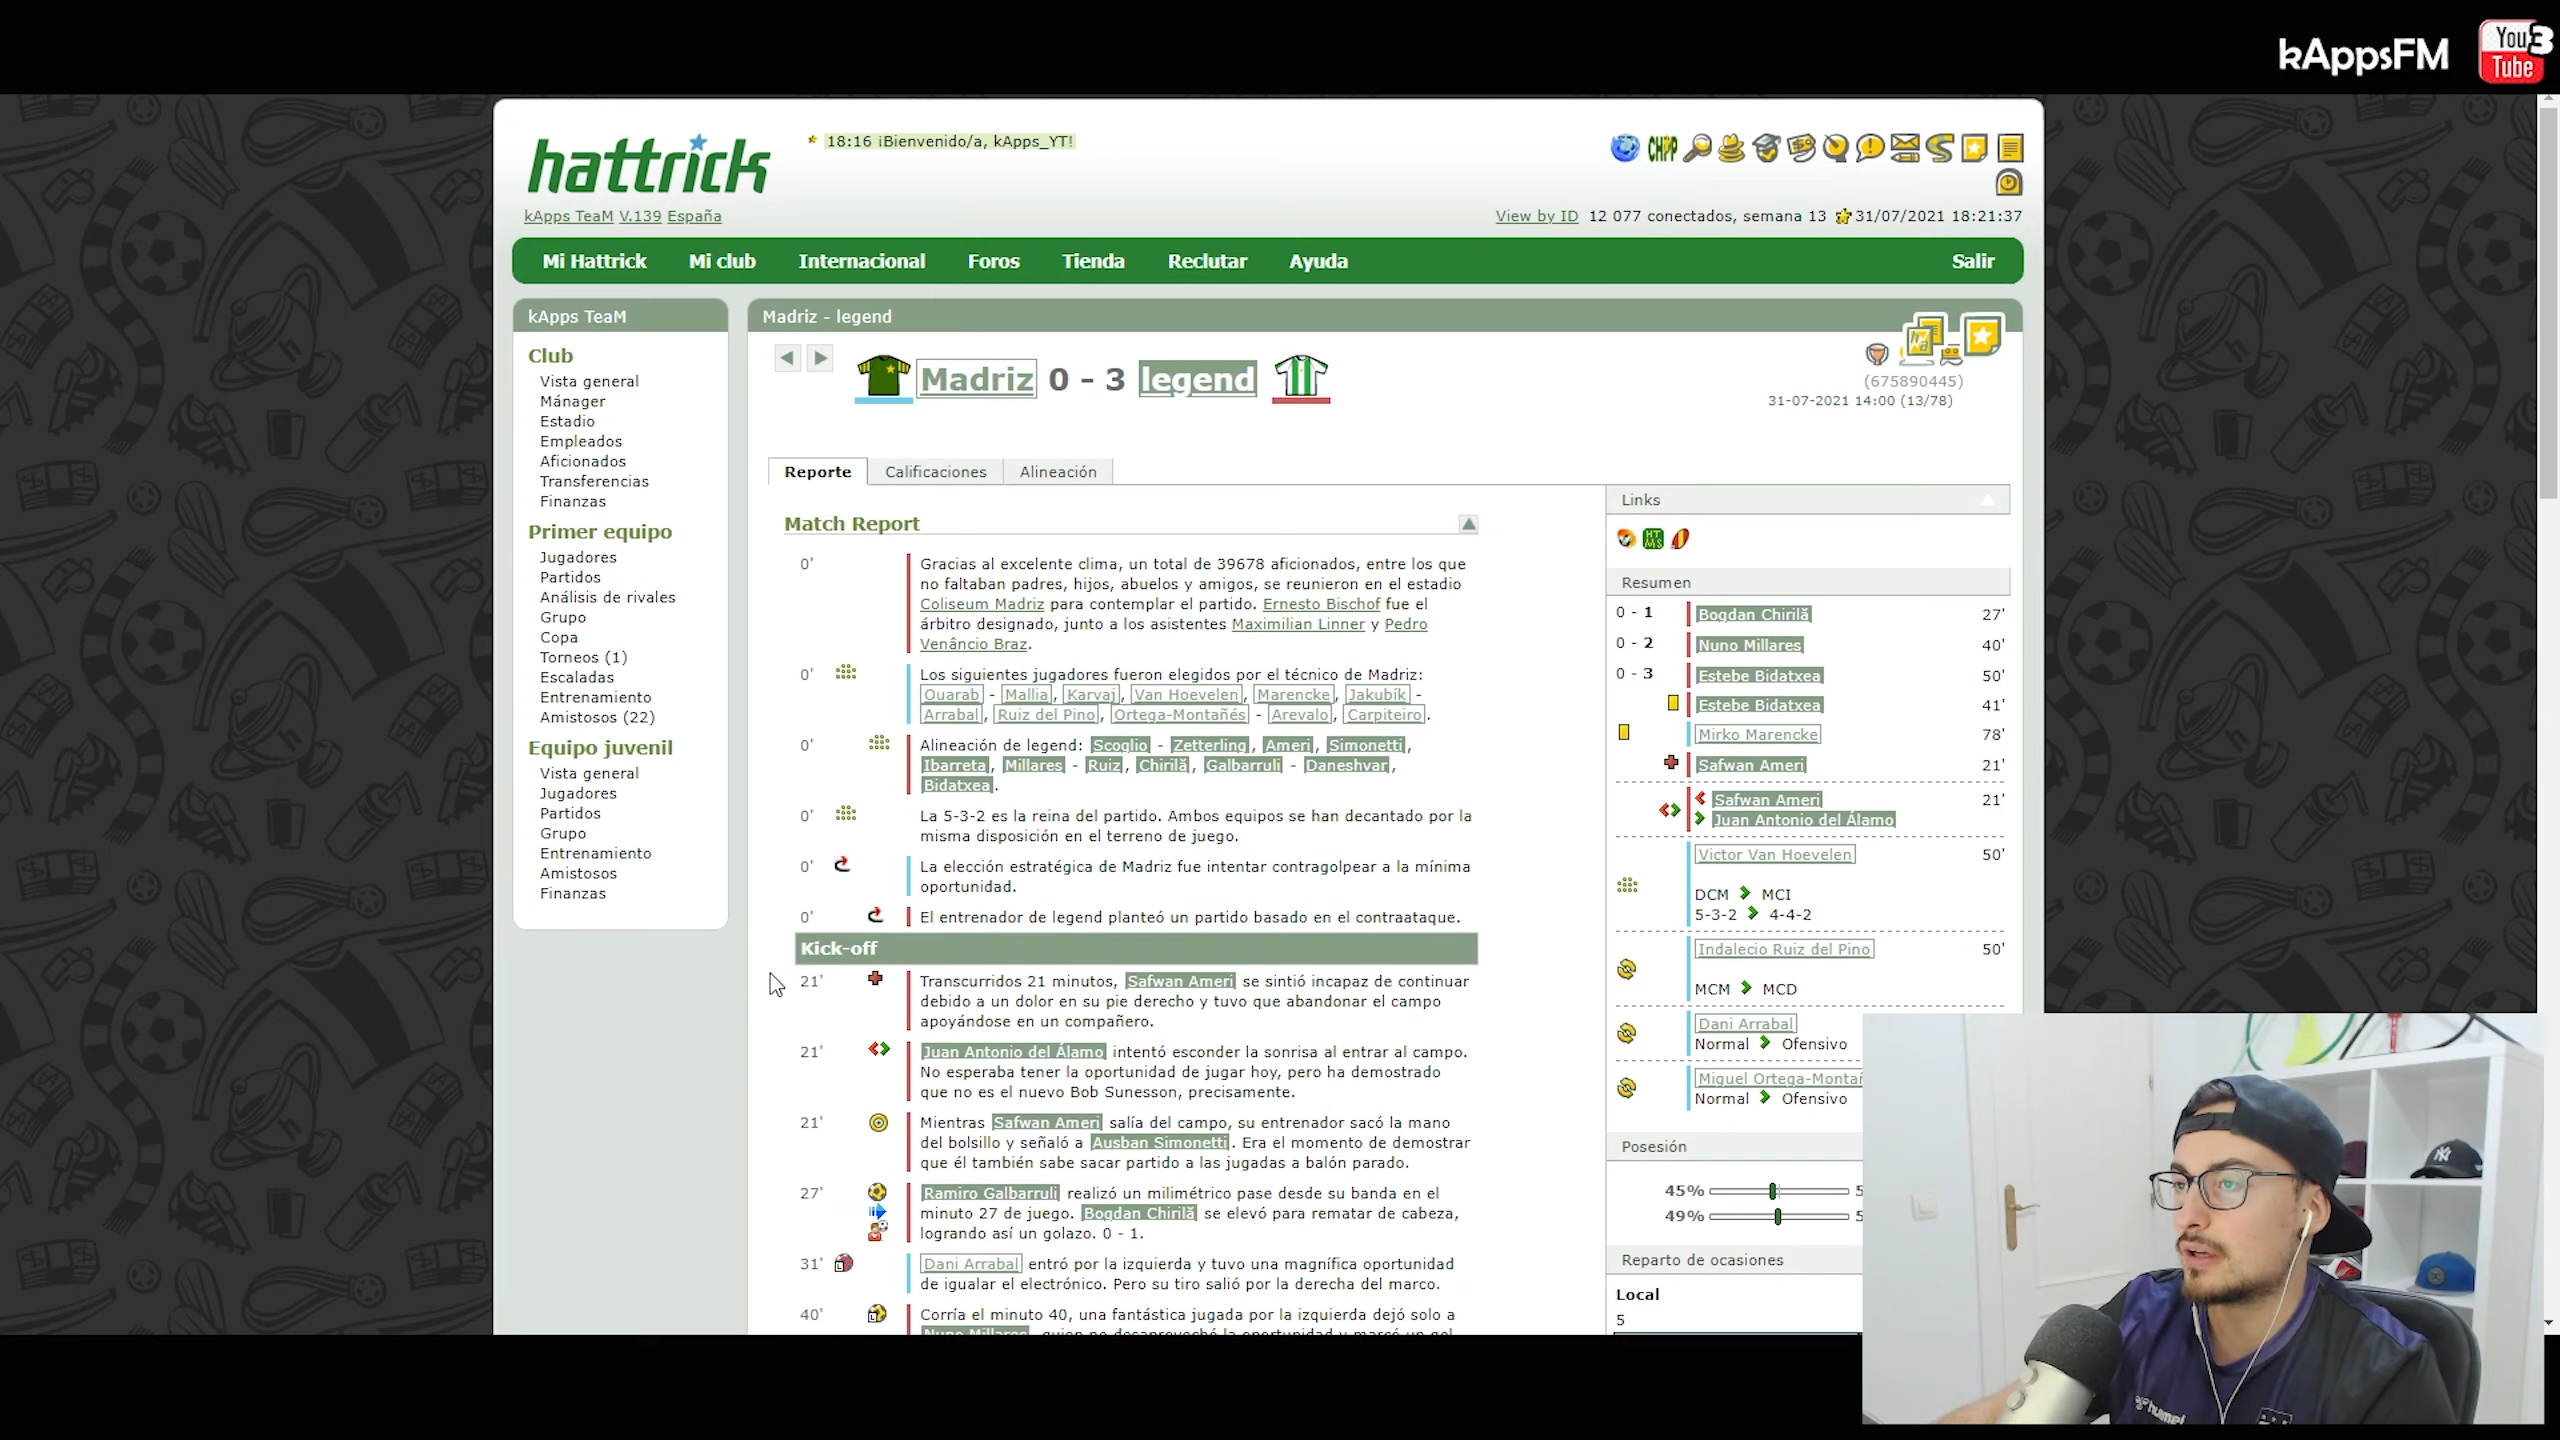 kAppsFM
You
Tube
3
hattrick
18:16 ¡Bienvenido/a, kApps_YT!
CHPP
kApps TeaM V.139 España
View by ID 12 077 conectados, semana 13 31/07/2021 18:21:37
Mi Hattrick Mi club Internacional Foros Tienda Reclutar Ayuda Salir
kApps TeaM
Club
Vista general
Mánager
Estadio
Empleados
Aficionados
Transferencias
Finanzas
Primer equipo
Jugadores
Partidos
Análisis de rivales
Grupo
Copa
Torneos (1)
Escaladas
Entrenamiento
Amistosos (22)
Equipo juvenil
Vista general
Jugadores
Partidos
Grupo
Entrenamiento
Amistosos
Finanzas
Madriz - legend
Madriz 0 - 3 legend
(675890445)
31-07-2021 14:00 (13/78)
Reporte Calificaciones Alineación
Match Report
0' Gracias al excelente clima, un total de 39678 aficionados, entre los que
no faltaban padres, hijos, abuelos y amigos, se reunieron en el estadio
Coliseum Madriz para contemplar el partido. Ernesto Bischof fue el
árbitro designado, junto a los asistentes Maximilian Linner y Pedro
Venâncio Braz.
0' Los siguientes jugadores fueron elegidos por el técnico de Madriz:
Ouarab - Mallia, Karvaj, Van Hoevelen, Marencke, Jakubík -
Arrabal, Ruiz del Pino, Ortega-Montañés - Arevalo, Carpiteiro.
0' Alineación de legend: Scoglio - Zetterling, Ameri, Simonetti,
Ibarreta, Millares - Ruiz, Chirilă, Galbarruli - Daneshvar,
Bidatxea.
0' La 5-3-2 es la reina del partido. Ambos equipos se han decantado por la
misma disposición en el terreno de juego.
0' La elección estratégica de Madriz fue intentar contragolpear a la mínima
oportunidad.
0' El entrenador de legend planteó un partido basado en el contraataque.
Kick-off
21' Transcurridos 21 minutos, Safwan Ameri se sintió incapaz de continuar
debido a un dolor en su pie derecho y tuvo que abandonar el campo
apoyándose en un compañero.
21' Juan Antonio del Álamo intentó esconder la sonrisa al entrar al campo.
No esperaba tener la oportunidad de jugar hoy, pero ha demostrado
que no es el nuevo Bob Sunesson, precisamente.
21' Mientras Safwan Ameri salía del campo, su entrenador sacó la mano
del bolsillo y señaló a Ausban Simonetti. Era el momento de demostrar
que él también sabe sacar partido a las jugadas a balón parado.
27' Ramiro Galbarruli realizó un milimétrico pase desde su banda en el
minuto 27 de juego. Bogdan Chirilă se elevó para rematar de cabeza,
logrando así un golazo. 0 - 1.
31' Dani Arrabal entró por la izquierda y tuvo una magnífica oportunidad
de igualar el electrónico. Pero su tiro salió por la derecha del marco.
40' Corría el minuto 40, una fantástica jugada por la izquierda dejó solo a
Nuno Millares, quien no desaprovechó la oportunidad y marcó un gol
Links
Resumen
0 - 1 Bogdan Chirilă 27'
0 - 2 Nuno Millares 40'
0 - 3 Estebe Bidatxea 50'
Estebe Bidatxea 41'
Mirko Marencke 78'
Safwan Ameri 21'
Safwan Ameri 21'
Juan Antonio del Álamo
Victor Van Hoevelen 50'
DCM MCI
5-3-2 4-4-2
Indalecio Ruiz del Pino 50'
MCM MCD
Dani Arrabal
Normal Ofensivo
Miguel Ortega-Montañ
Normal Ofensivo
Posesión
45% 5
49% 5
Reparto de ocasiones
Local
5
hummel